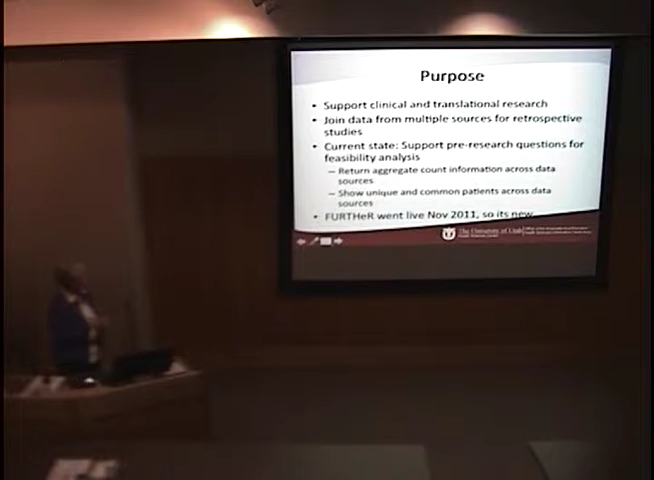 Purpose
• Support clinical and translational research
• Join data from multiple sources for retrospective
studies
• Current state: Support pre-research questions for
feasibility analysis
– Return aggregate count information across data
sources
– Show unique and common patients across data
sources
• FURTHeR went live Nov 2011, so its new
The University of Utah